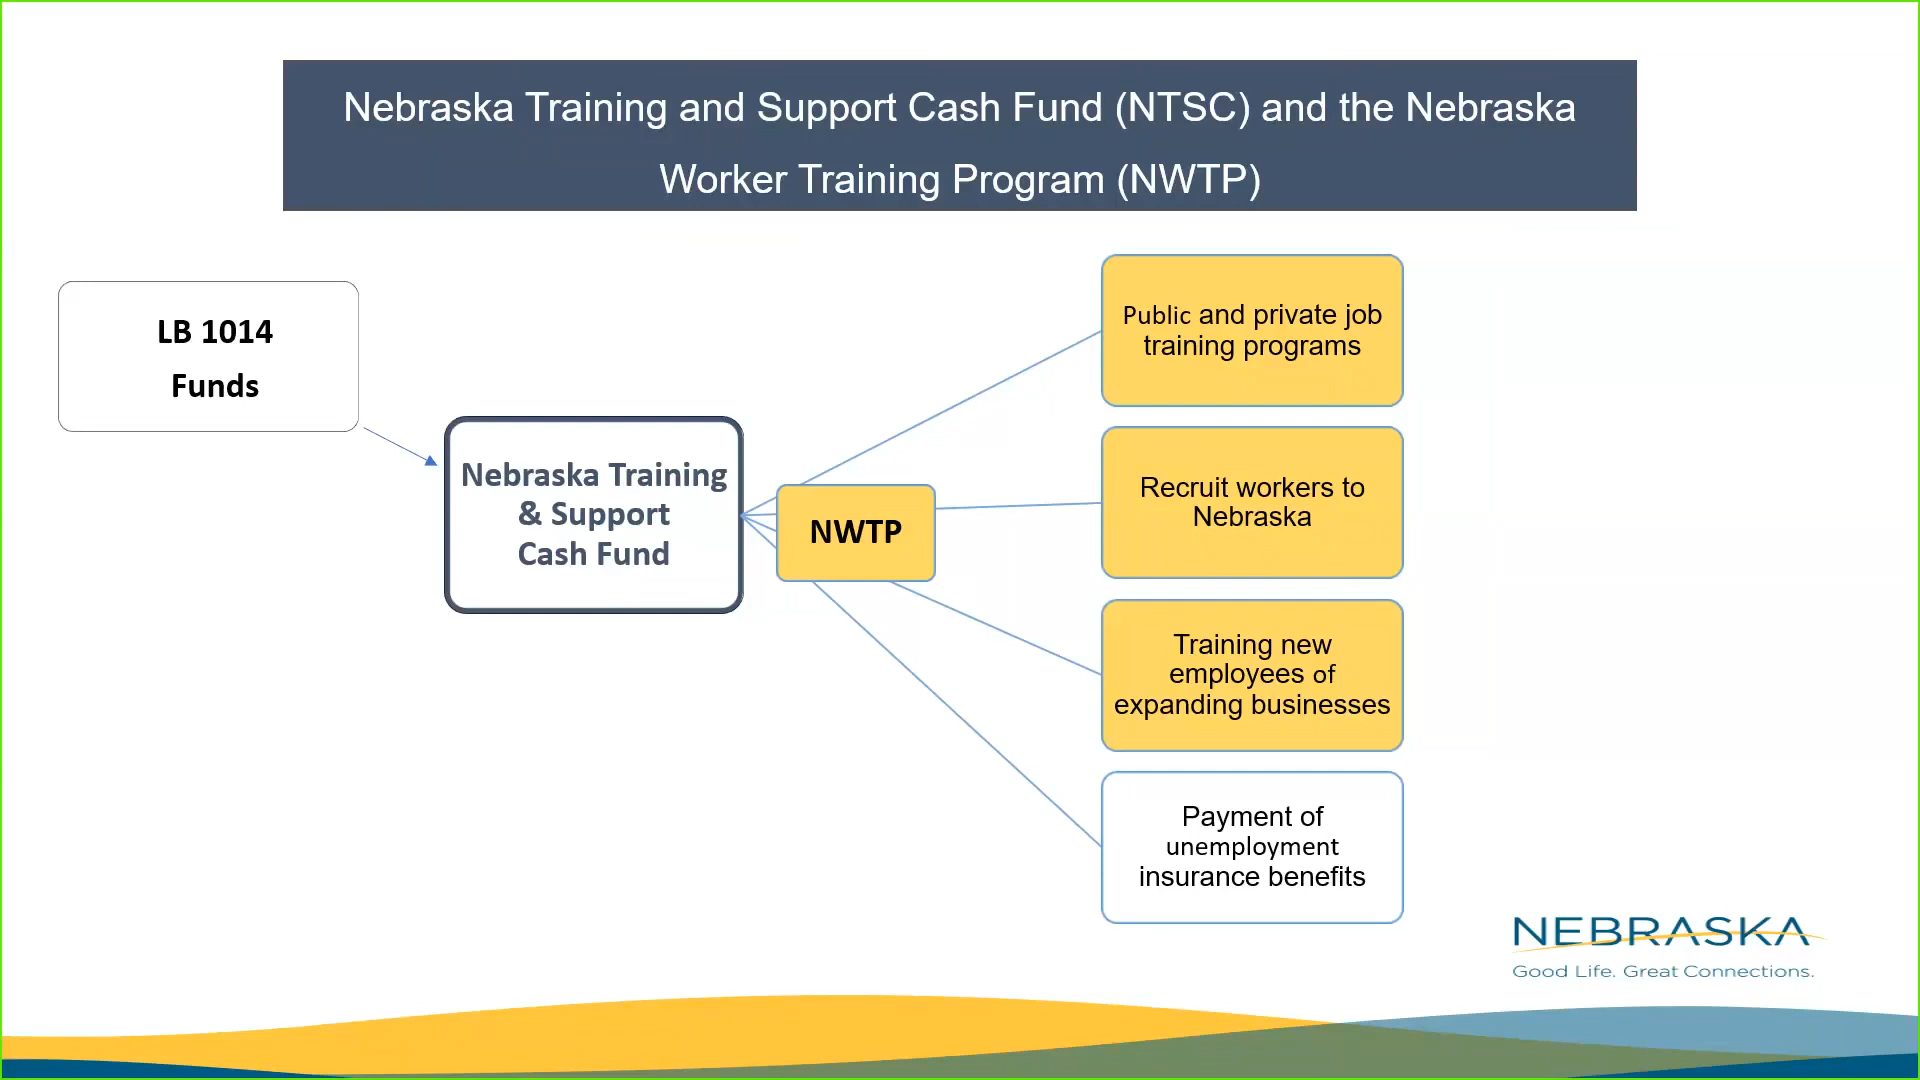 Nebraska Training and Support Cash Fund (NTSC) and the Nebraska
Worker Training Program (NWTP)
LB 1014
Funds
Nebraska Training
& Support
Cash Fund
NWTP
Public and private job
training programs
Recruit workers to
Nebraska
Training new
employees of
expanding businesses
Payment of
unemployment
insurance benefits
NEBRASKA
Good Life. Great Connections.